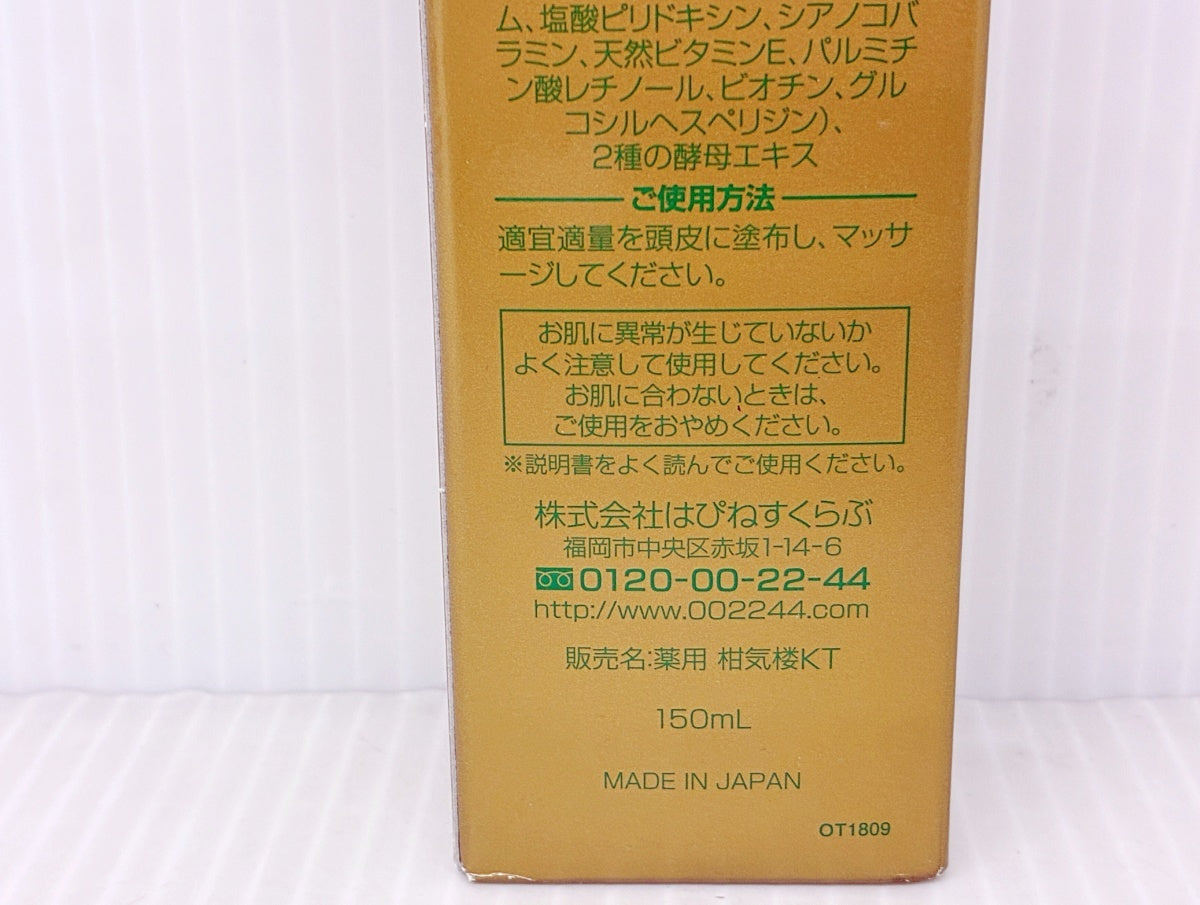 ム、塩酸ピリドキシン、シアノコバ
ラミン、天然ビタミンE、パルミチ
ン酸レチノール、ビオチン、グル
コシルヘスペリジン)、
2種の酵母エキス
ご使用方法
適宜適量を頭皮に塗布し、マッサ
ージしてください。
お肌に異常が生じていないか
よく注意して使用してください。
お肌に合わないときは、
ご使用をおやめください。
※説明書をよく読んでご使用ください。
株式会社はぴねすくらぶ
福岡市中央区赤坂1-14-6
0120-00-22-44
http://www.002244.com
販売名:薬用 柑気楼KT
150mL
MADE IN JAPAN
OT1809